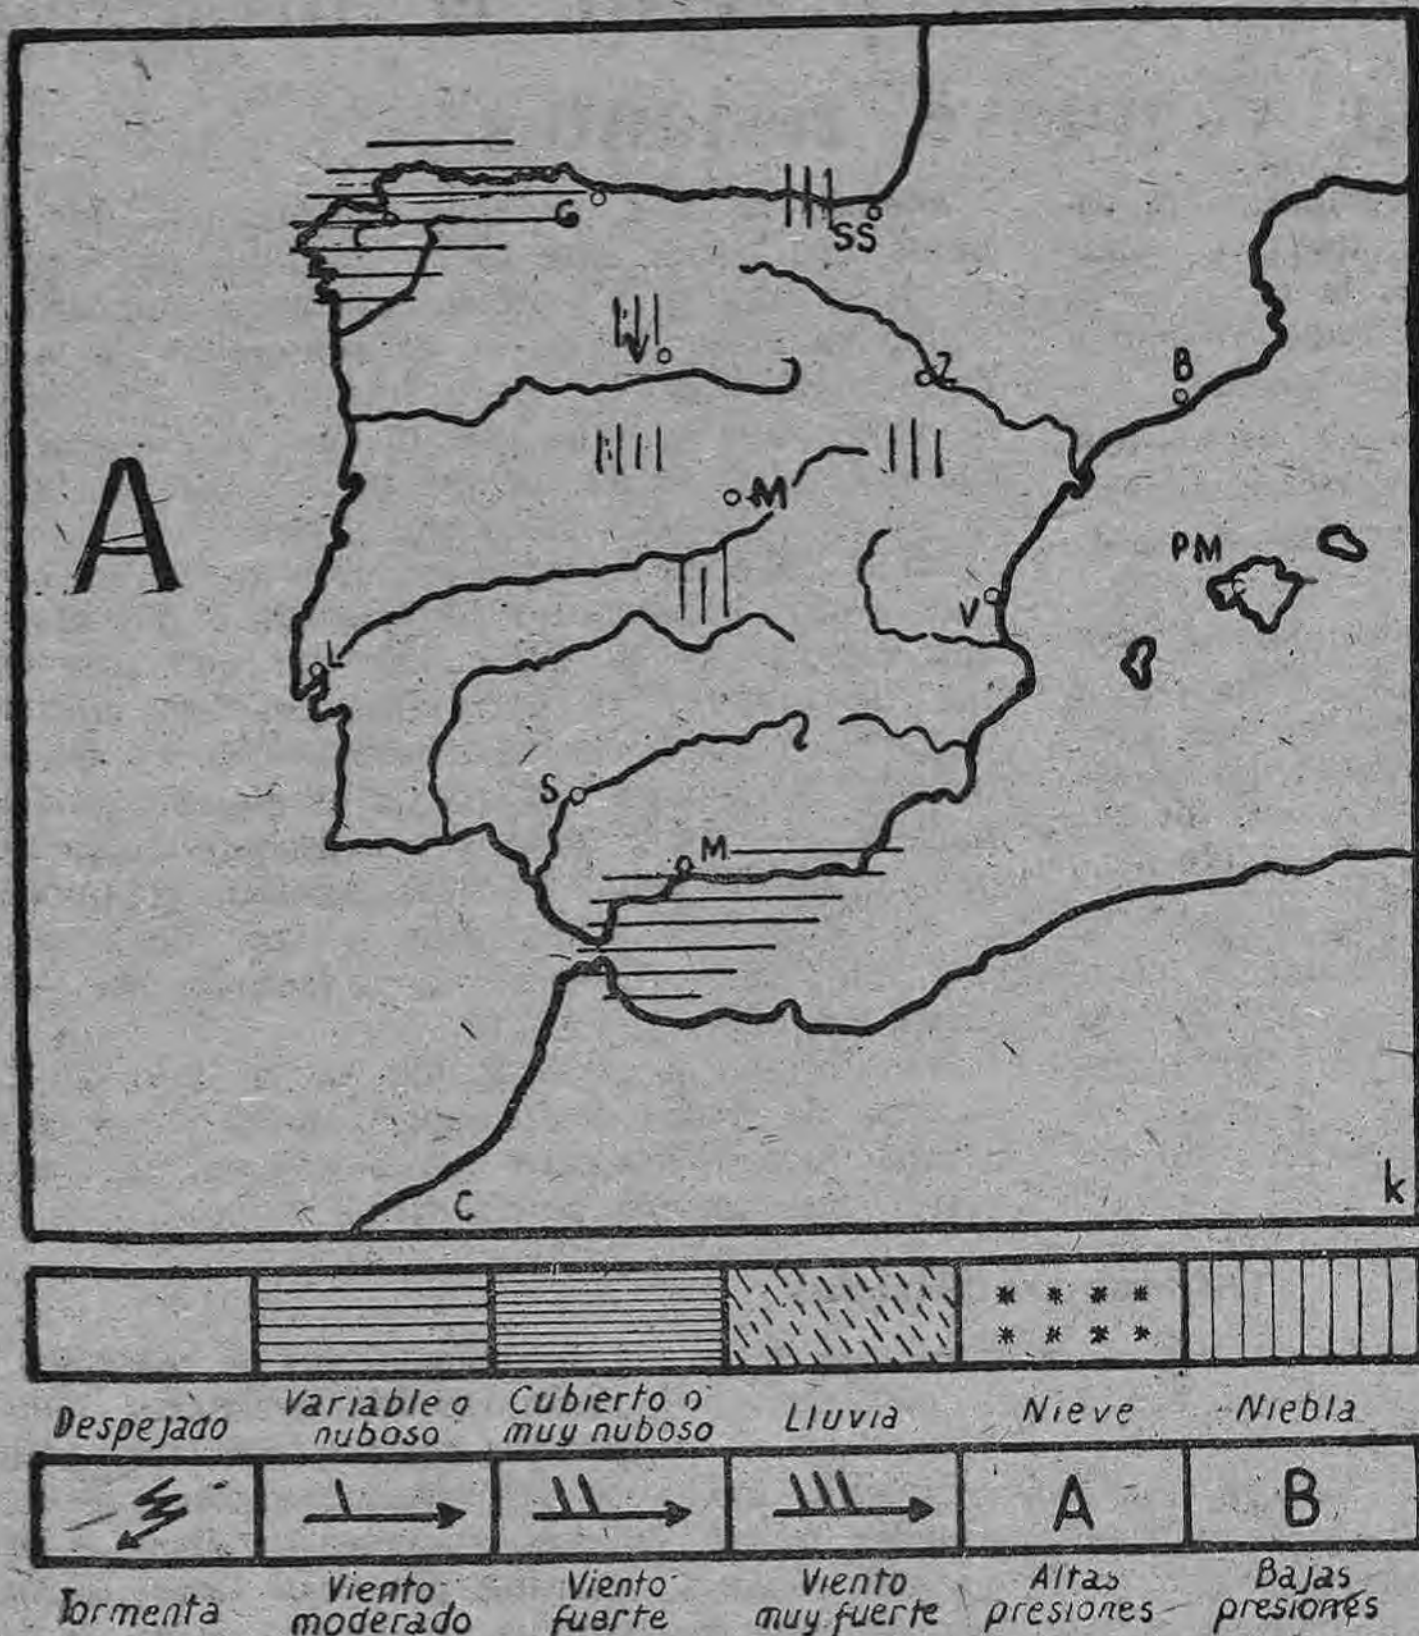 G
SS
Z
B
A
M
PM
V
L
S
M
C
k
Despejado
Variable o
nuboso
Cubierto o
muy nuboso
Lluvia
Nieve
Niebla
A
B
Tormenta
Viento
moderado
Viento
fuerte
Viento
muy fuerte
Altas
presiones
Bajas
presiones